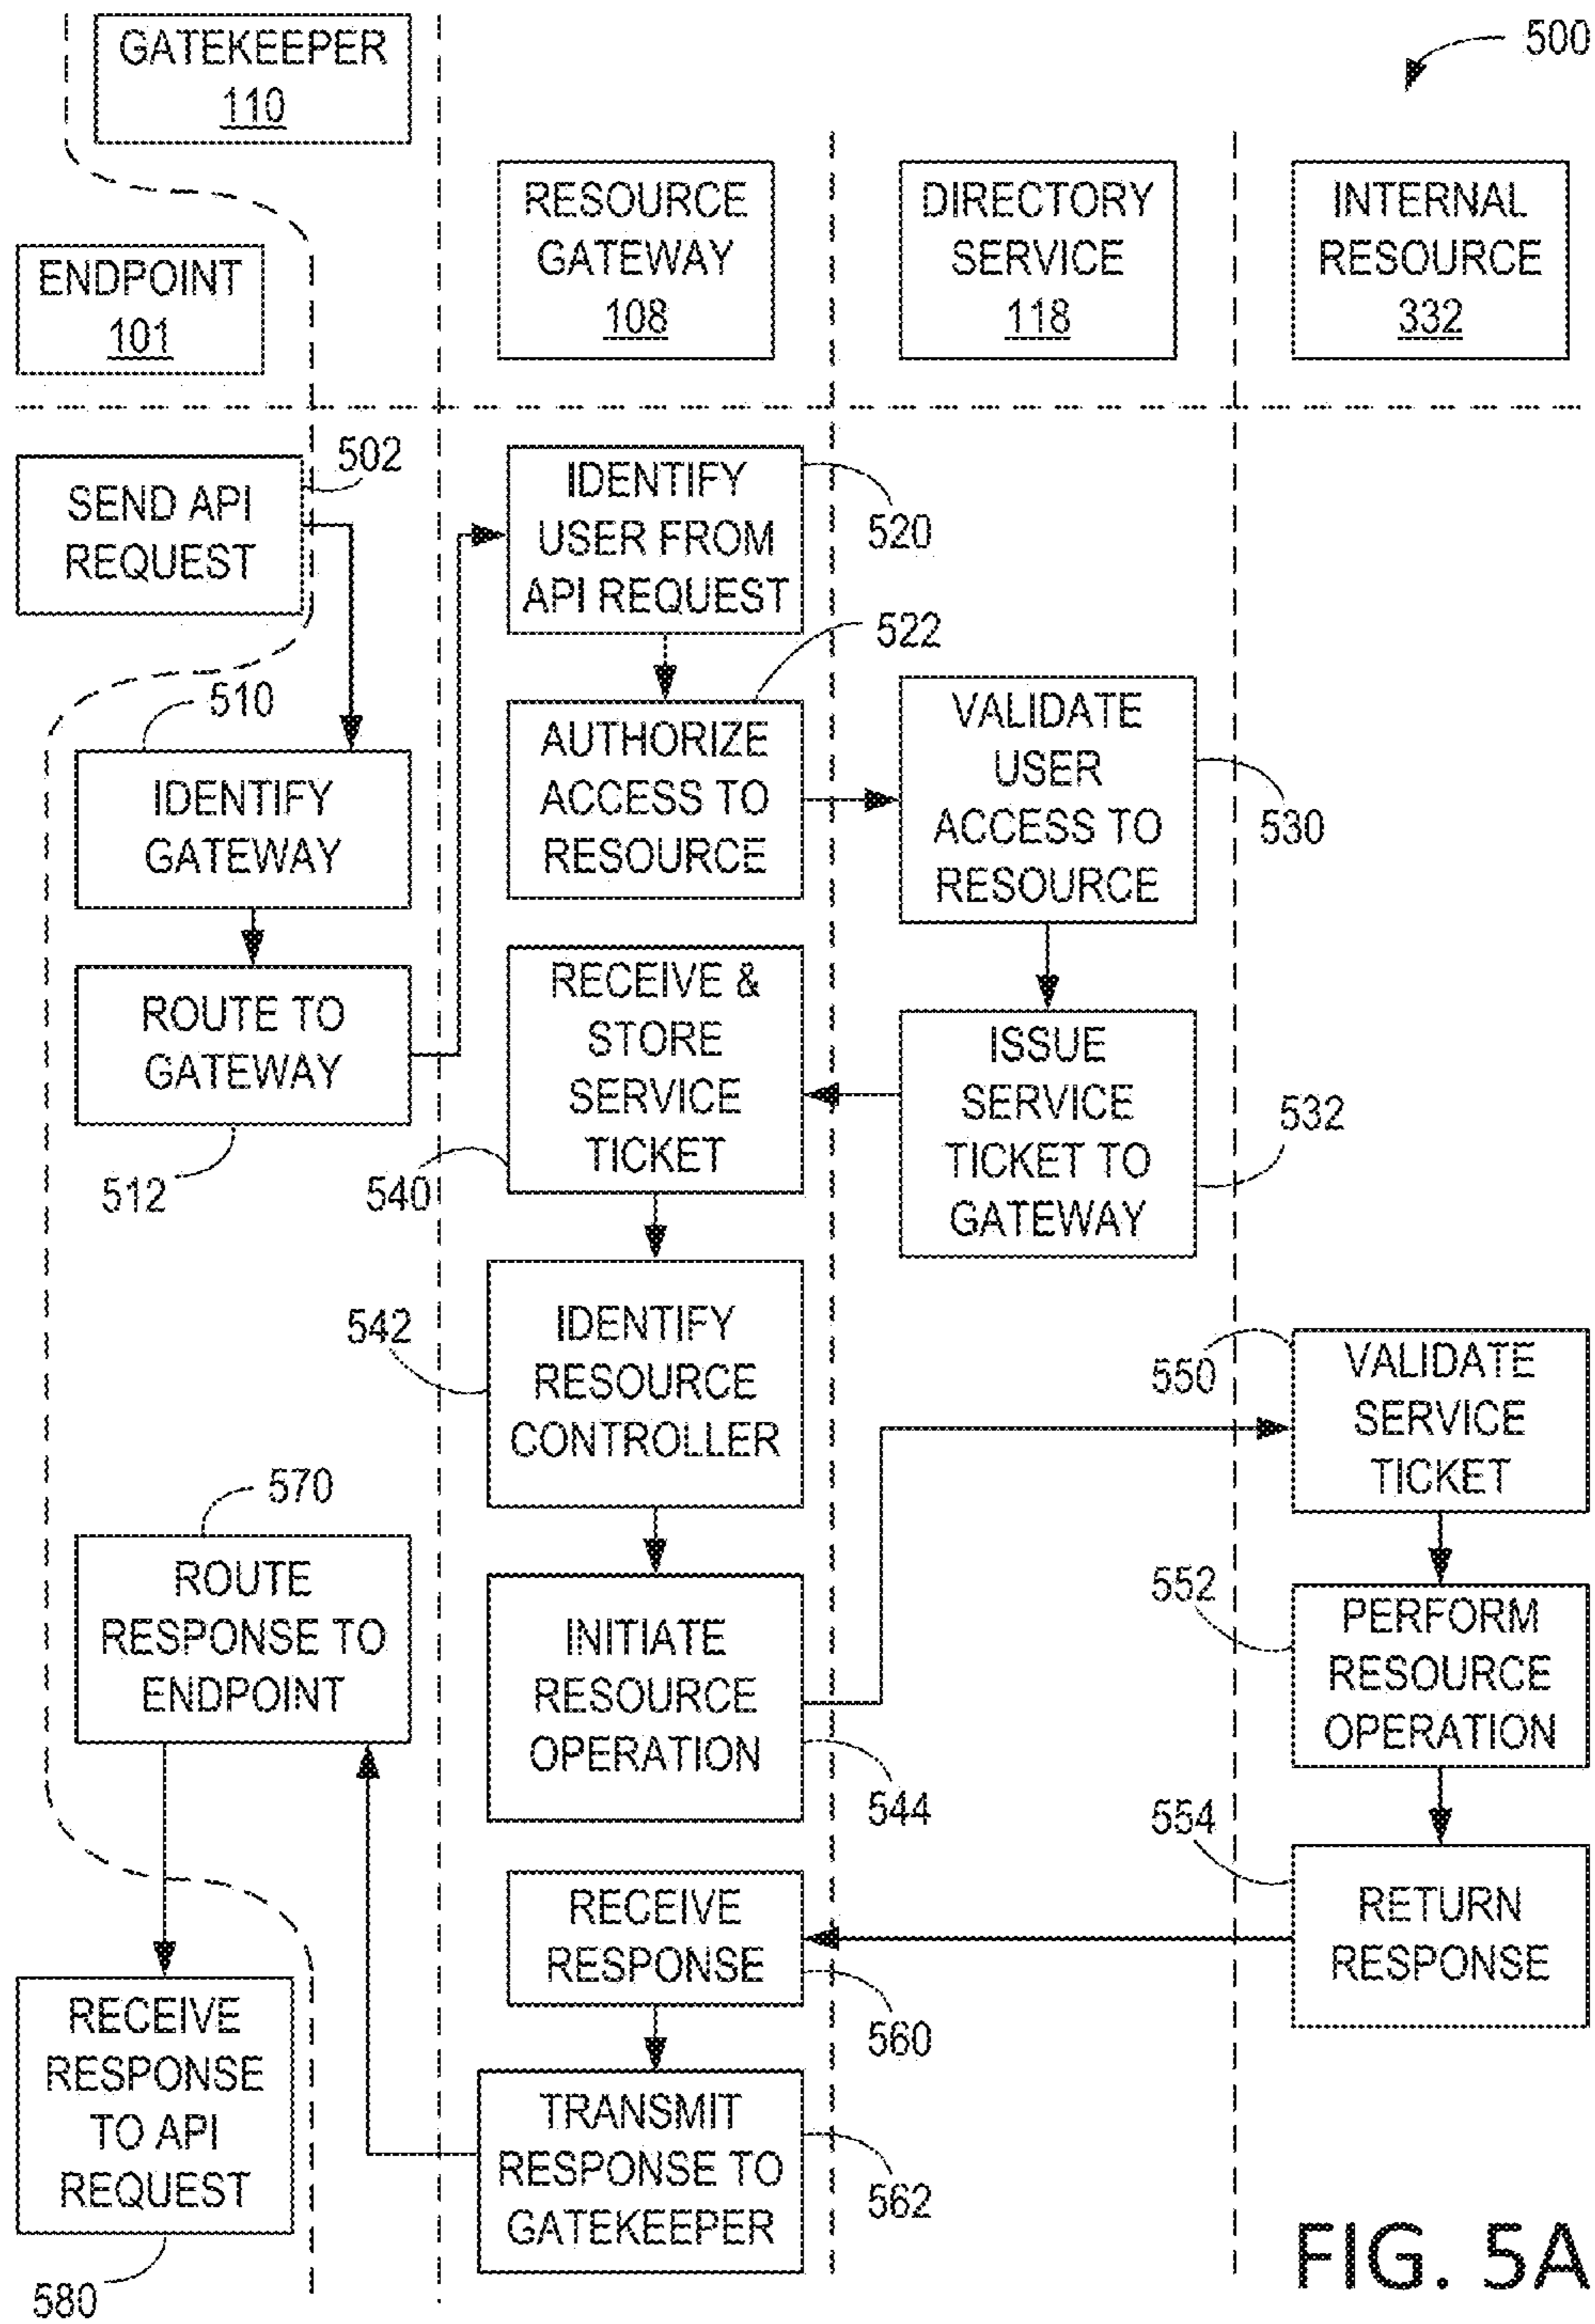 GATEKEEPER
110
500
RESOURCE
GATEWAY
108
DIRECTORY
SERVICE
118
INTERNAL
RESOURCE
332
ENDPOINT
101
SEND API
REQUEST
502
IDENTIFY
USER FROM
API REQUEST
520
522
510
IDENTIFY
GATEWAY
AUTHORIZE
ACCESS TO
RESOURCE
VALIDATE
USER
ACCESS TO
RESOURCE
530
ROUTE TO
GATEWAY
512
RECEIVE &
STORE
SERVICE
TICKET
540
ISSUE
SERVICE
TICKET TO
GATEWAY
532
542
IDENTIFY
RESOURCE
CONTROLLER
550
VALIDATE
SERVICE
TICKET
570
ROUTE
RESPONSE TO
ENDPOINT
INITIATE
RESOURCE
OPERATION
544
552
PERFORM
RESOURCE
OPERATION
554
RETURN
RESPONSE
RECEIVE
RESPONSE
560
RECEIVE
RESPONSE
TO API
REQUEST
580
TRANSMIT
RESPONSE TO
GATEKEEPER
562
FIG. 5A